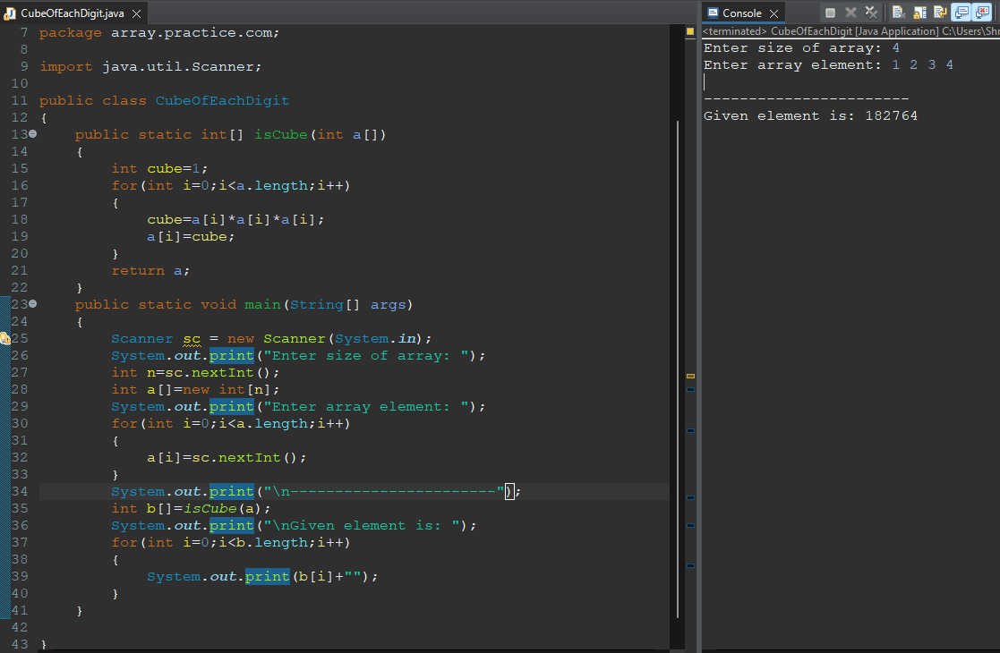 CubeOfEachDigit.java
7 package array.practice.com;
8
9 import java.util.Scanner;
10
11 public class CubeOfEachDigit
12 {
13 public static int[] isCube(int a[])
14 {
15 int cube=1;
16 for(int i=0;i<a.length;i++)
17 {
18 cube=a[i]*a[i]*a[i];
19 a[i]=cube;
20 }
21 return a;
22 }
23 public static void main(String[] args)
24 {
25 Scanner sc = new Scanner(System.in);
26 System.out.print("Enter size of array: ");
27 int n=sc.nextInt();
28 int a[]=new int[n];
29 System.out.print("Enter array element: ");
30 for(int i=0;i<a.length;i++)
31 {
32 a[i]=sc.nextInt();
33 }
34 System.out.print("\n-----------------------");
35 int b[]=isCube(a);
36 System.out.print("\nGiven element is: ");
37 for(int i=0;i<b.length;i++)
38 {
39 System.out.print(b[i]+"");
40 }
41 }
42
43 }
Console
<terminated> CubeOfEachDigit [Java Application] C:\Users\Shr
Enter size of array: 4
Enter array element: 1 2 3 4
-----------------------
Given element is: 182764